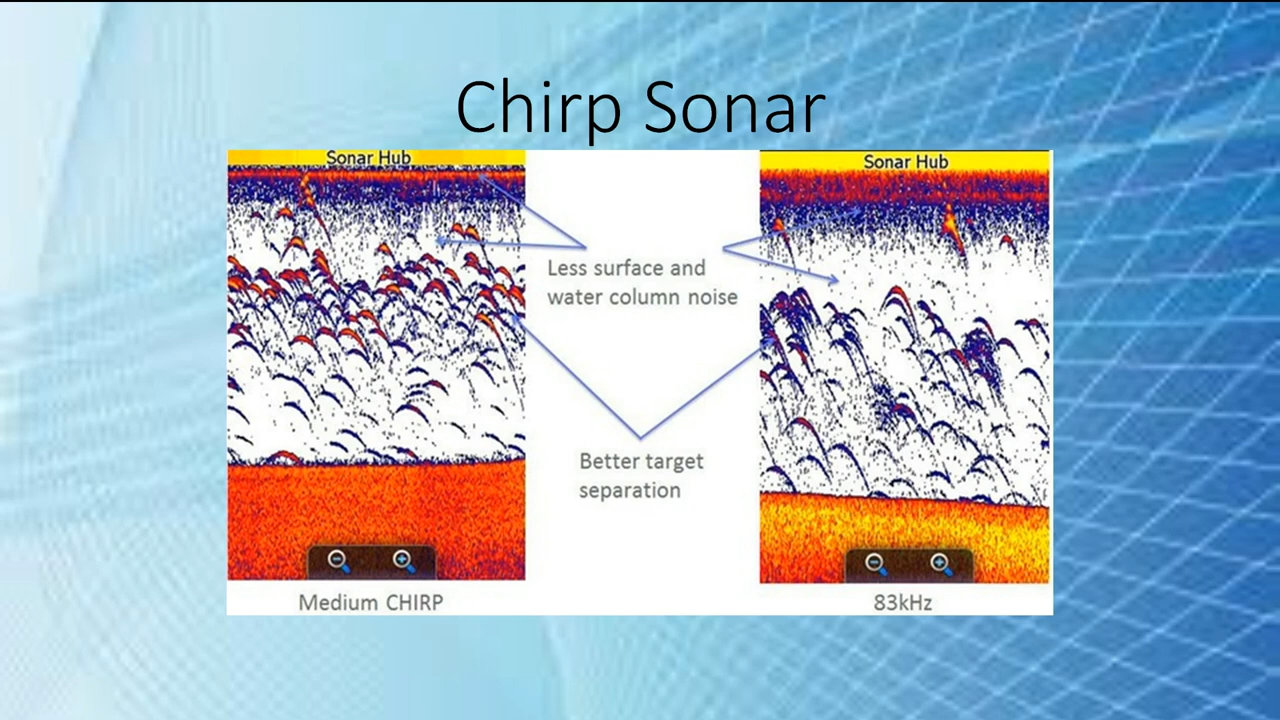 Chirp Sonar
Sonar Hub
Sonar Hub
Less surface and
water column noise
Better target
separation
Medium CHIRP
83kHz